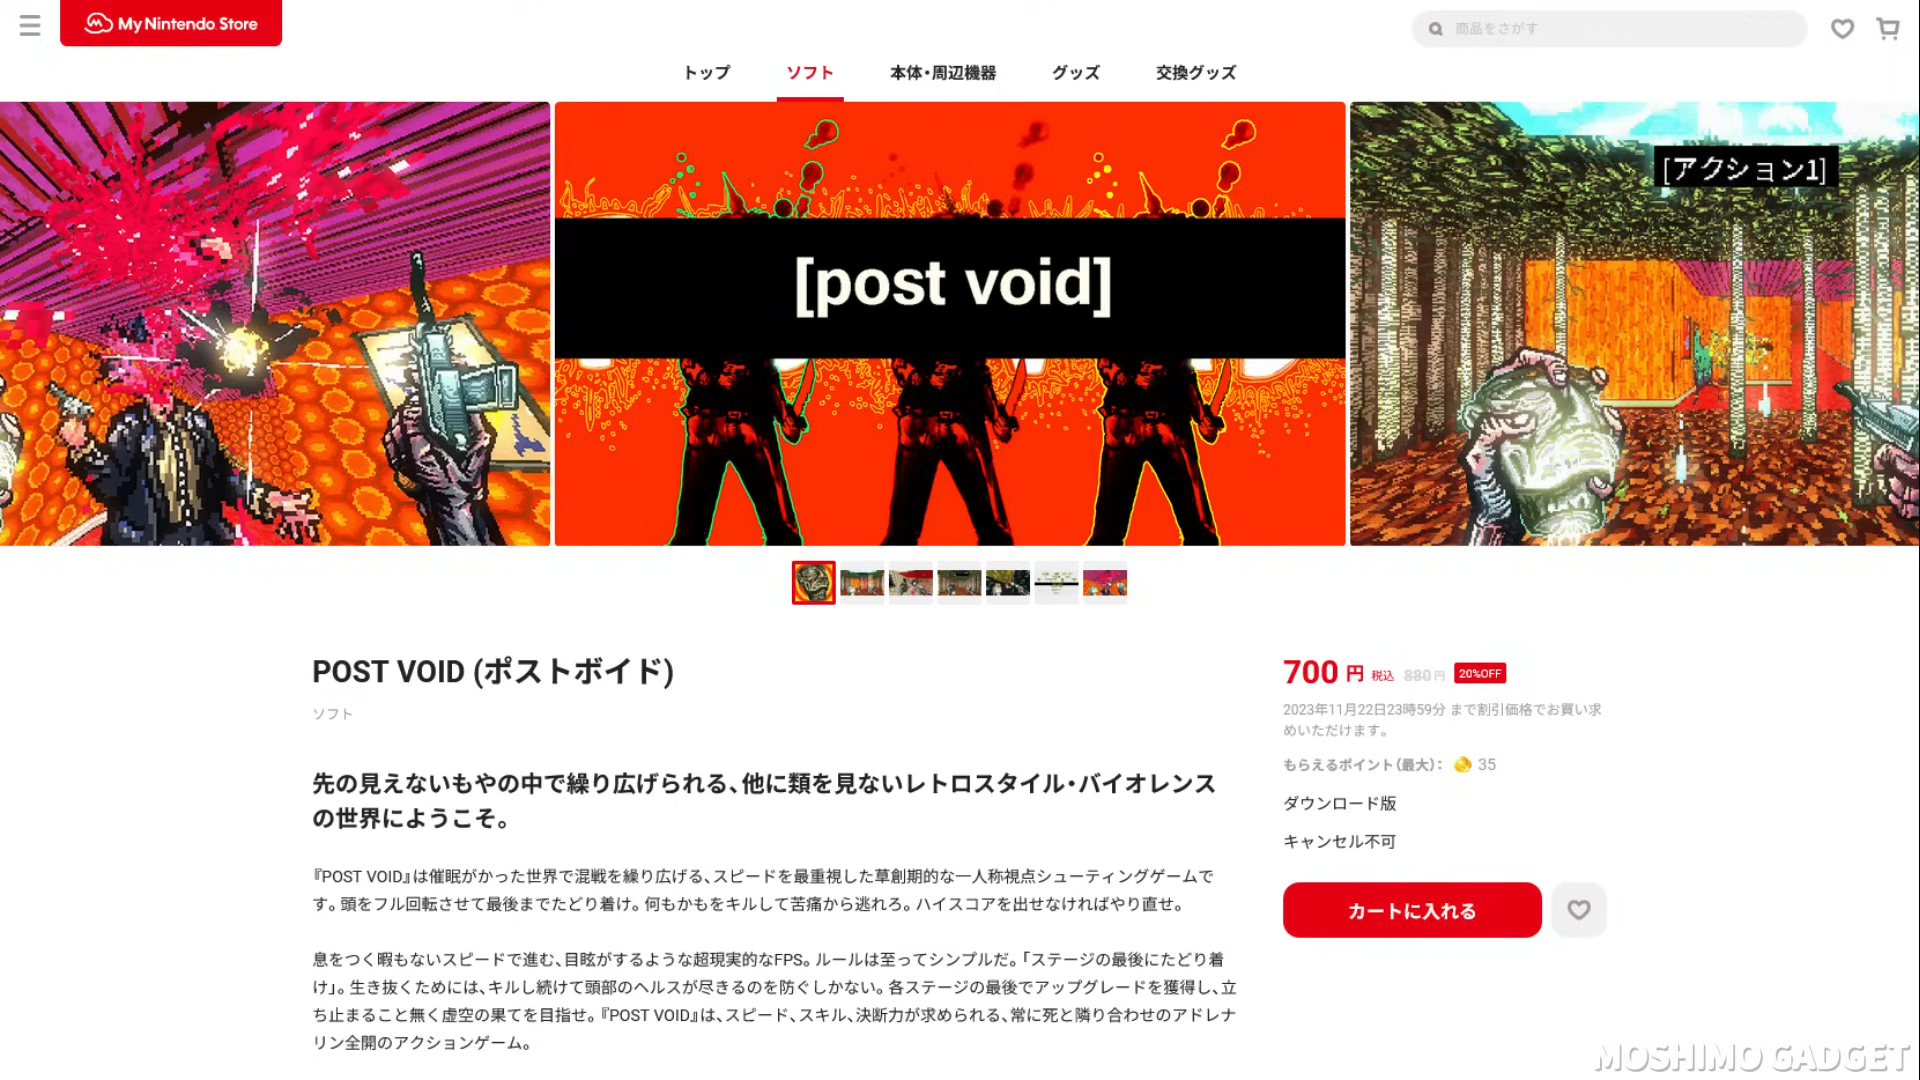 My Nintendo Store
商品をさがす
トップ
ソフト
本体・周辺機器
グッズ
交換グッズ
[post void]
[アクション1]
POST VOID (ポストボイド)
ソフト
先の見えないもやの中で繰り広げられる、他に類を見ないレトロスタイル・バイオレンス
の世界にようこそ。
『POST VOID』は催眠がかった世界で混戦を繰り広げる、スピードを最重視した草創期的な一人称視点シューティングゲームで
す。頭をフル回転させて最後までたどり着け。何もかもをキルして苦痛から逃れろ。ハイスコアを出せなければやり直せ。
息をつく暇もないスピードで進む、目眩がするような超現実的なFPS。ルールは至ってシンプルだ。「ステージの最後にたどり着
け」。生き抜くためには、キルし続けて頭部のヘルスが尽きるのを防ぐしかない。各ステージの最後でアップグレードを獲得し、立
ち止まること無く虚空の果てを目指せ。『POST VOID』は、スピード、スキル、決断力が求められる、常に死と隣り合わせのアドレナ
リン全開のアクションゲーム。
700 円 税込 880円 20%OFF
2023年11月22日23時59分 まで割引価格でお買い求
めいただけます。
もらえるポイント(最大): 35
ダウンロード版
キャンセル不可
カートに入れる
MOSHIMO GADGET